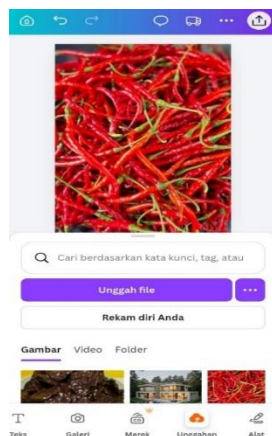 Cari berdasarkan kata kunci, tag, atau
Unggah file
Rekam diri Anda
Gambar Video Folder
Teks Galeri Merek Unggahan Alat